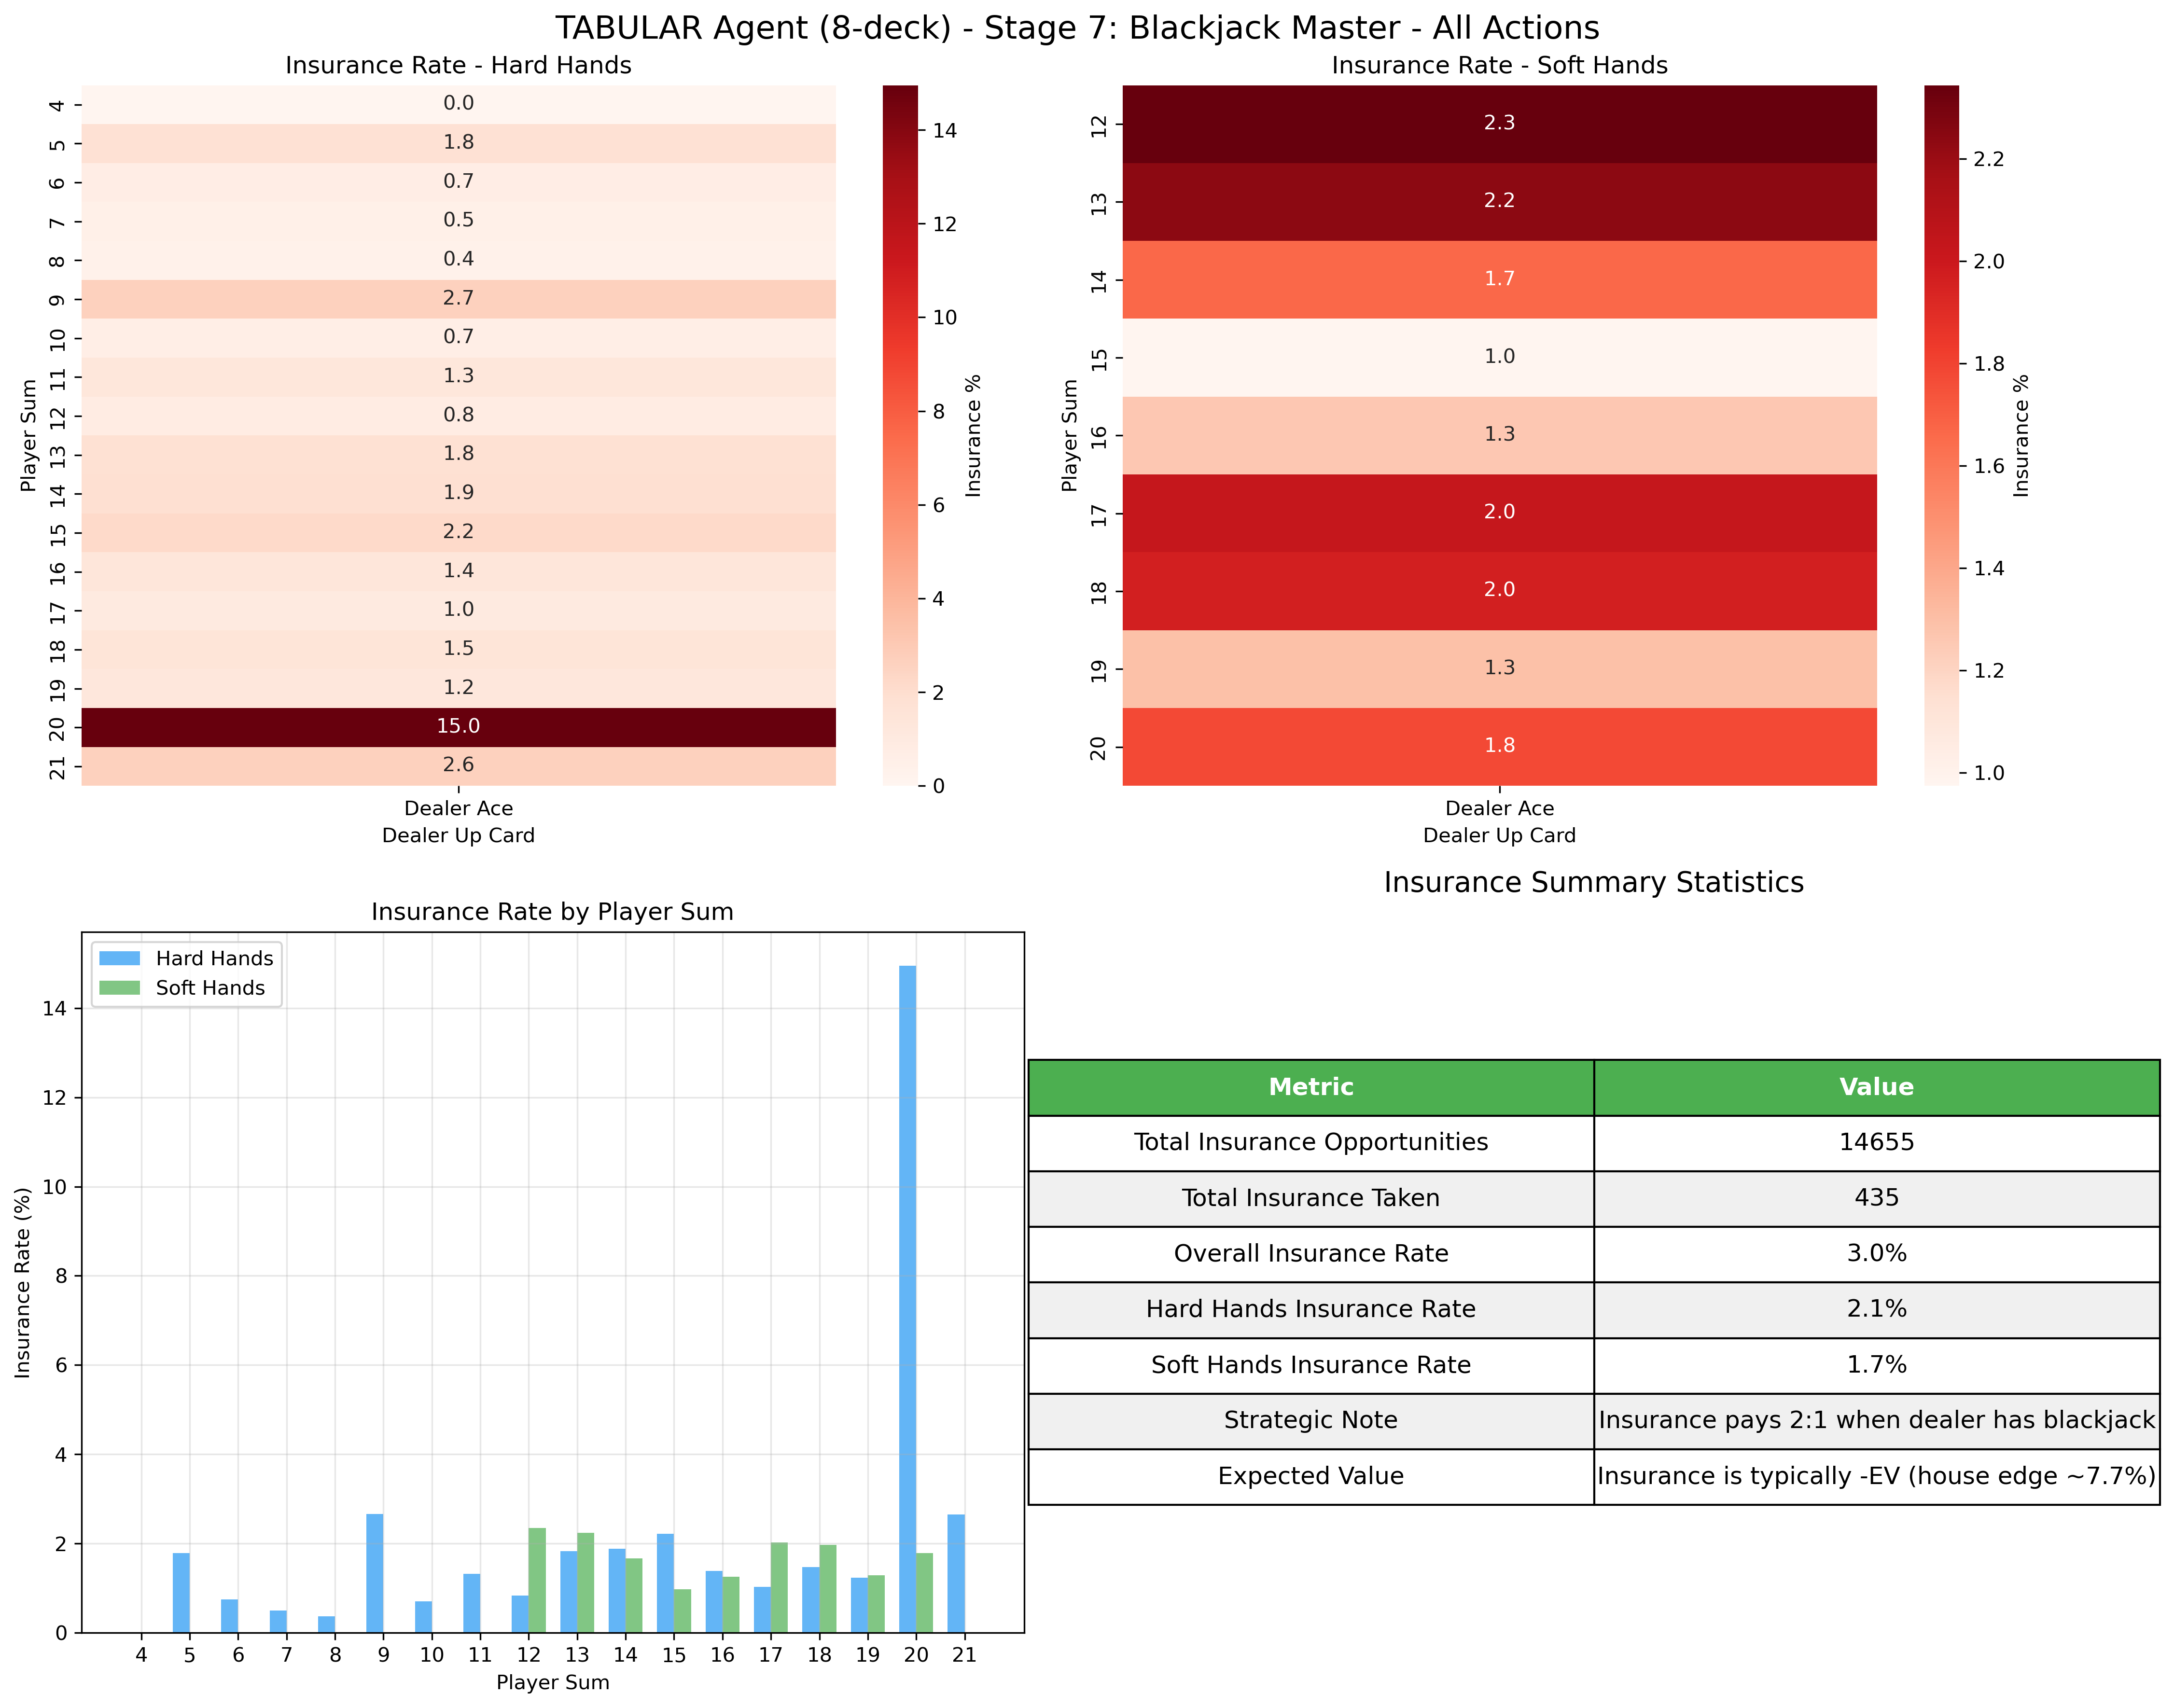 TABULAR Agent (8-deck) - Stage 7: Blackjack Master - All Actions
Insurance Rate - Hard Hands
Player Sum
4
5
6
7
8
9
10
11
12
13
14
15
16
17
18
19
20
21
0.0
1.8
0.7
0.5
0.4
2.7
0.7
1.3
0.8
1.8
1.9
2.2
1.4
1.0
1.5
1.2
15.0
2.6
Dealer Ace
Dealer Up Card
14
12
10
8
6
4
2
0
Insurance %
Insurance Rate - Soft Hands
Player Sum
12
13
14
15
16
17
18
19
20
2.3
2.2
1.7
1.0
1.3
2.0
2.0
1.3
1.8
Dealer Ace
Dealer Up Card
2.2
2.0
1.8
1.6
1.4
1.2
1.0
Insurance %
Insurance Rate by Player Sum
Hard Hands
Soft Hands
Insurance Rate (%)
14
12
10
8
6
4
2
0
4 5 6 7 8 9 10 11 12 13 14 15 16 17 18 19 20 21
Player Sum
Insurance Summary Statistics
Metric Value
Total Insurance Opportunities 14655
Total Insurance Taken 435
Overall Insurance Rate 3.0%
Hard Hands Insurance Rate 2.1%
Soft Hands Insurance Rate 1.7%
Strategic Note Insurance pays 2:1 when dealer has blackjack
Expected Value Insurance is typically -EV (house edge ~7.7%)